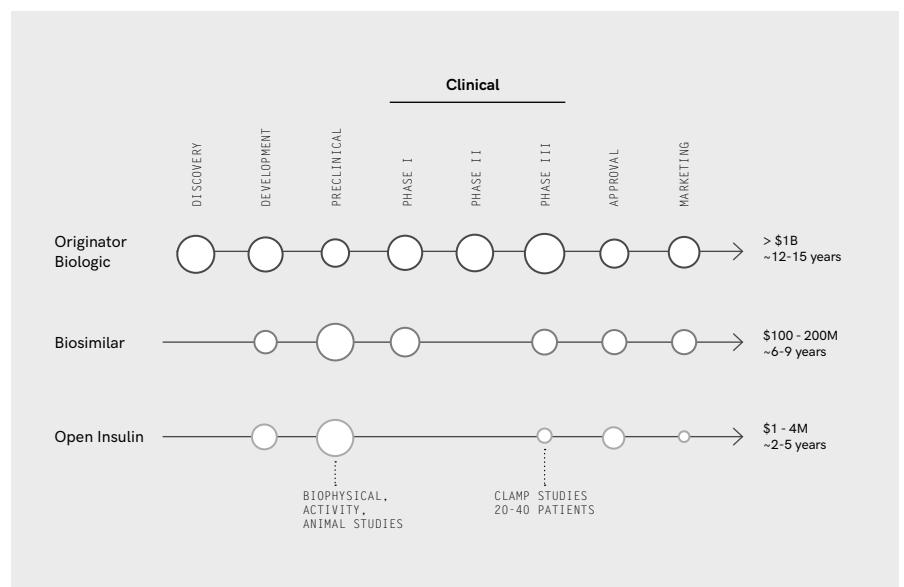 Clinical
DISCOVERY
DEVELOPMENT
PRECLINICAL
PHASE I
PHASE II
PHASE III
APPROVAL
MARKETING
Originator
Biologic
> $1B
~12-15 years
Biosimilar
$100 - 200M
~6-9 years
Open Insulin
$1 - 4M
~2-5 years
BIOPHYSICAL,
ACTIVITY,
ANIMAL STUDIES
CLAMP STUDIES
20-40 PATIENTS